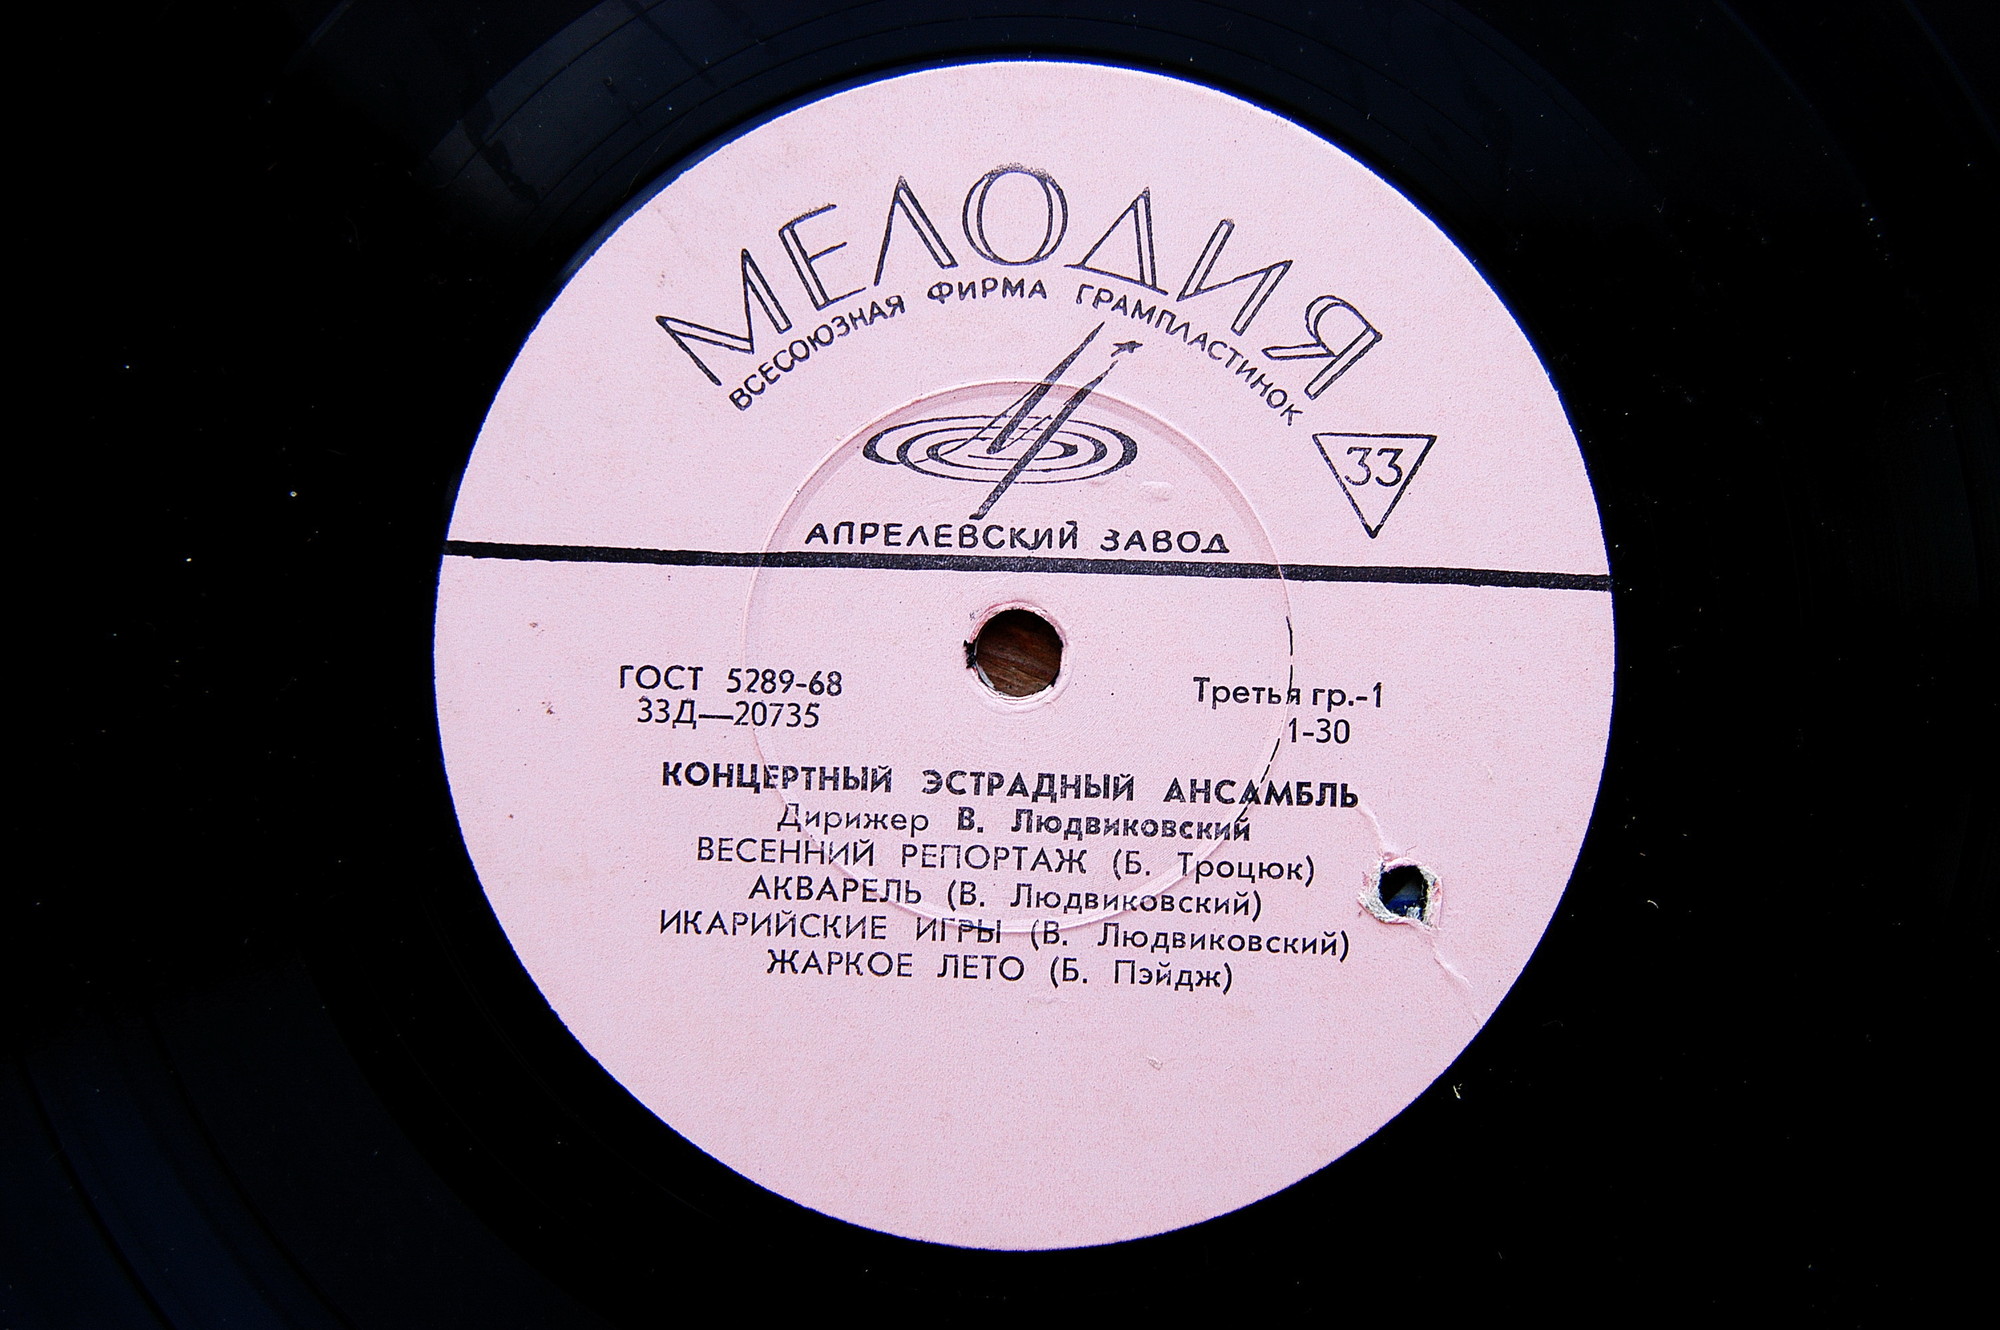 МЕЛОДИЯ
ВСЕСОЮЗНАЯ ФИРМА ГРАМПЛАСТИНОК
33
АПРЕЛЕВСКИЙ ЗАВОД
ГОСТ 5289-68
33Д—20735
Третья гр.-1
1-30
КОНЦЕРТНЫЙ ЭСТРАДНЫЙ АНСАМБЛЬ
Дирижер В. Людвиковский
ВЕСЕННИЙ РЕПОРТАЖ (Б. Троцюк)
АКВАРЕЛЬ (В. Людвиковский)
ИКАРИЙСКИЕ ИГРЫ (В. Людвиковский)
ЖАРКОЕ ЛЕТО (Б. Пэйдж)